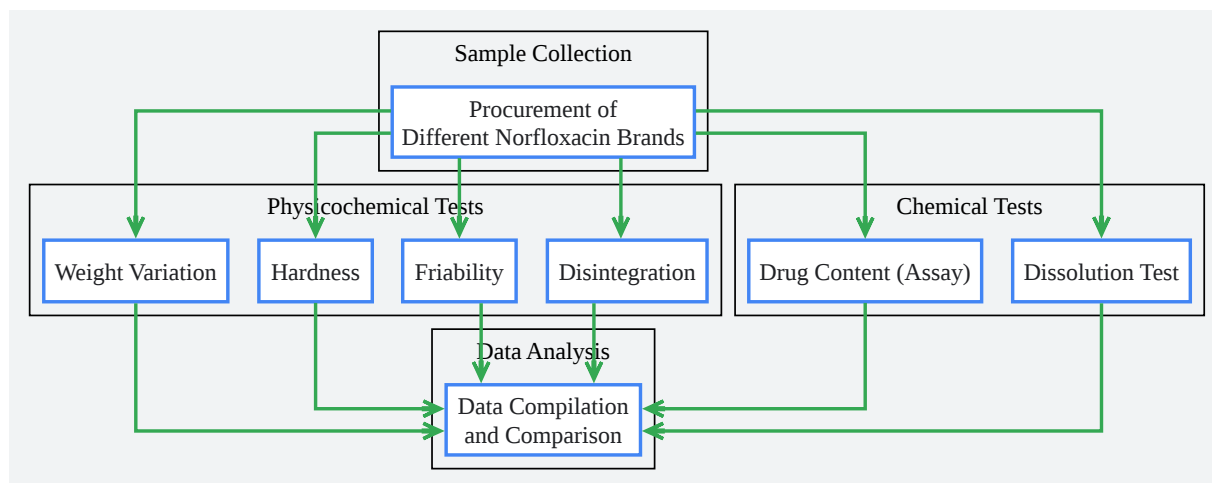 Sample Collection
Procurement of
Different Norfloxacin Brands
Physicochemical Tests
Chemical Tests
Weight Variation
Hardness
Friability
Disintegration
Drug Content (Assay)
Dissolution Test
Data Analysis
Data Compilation
and Comparison